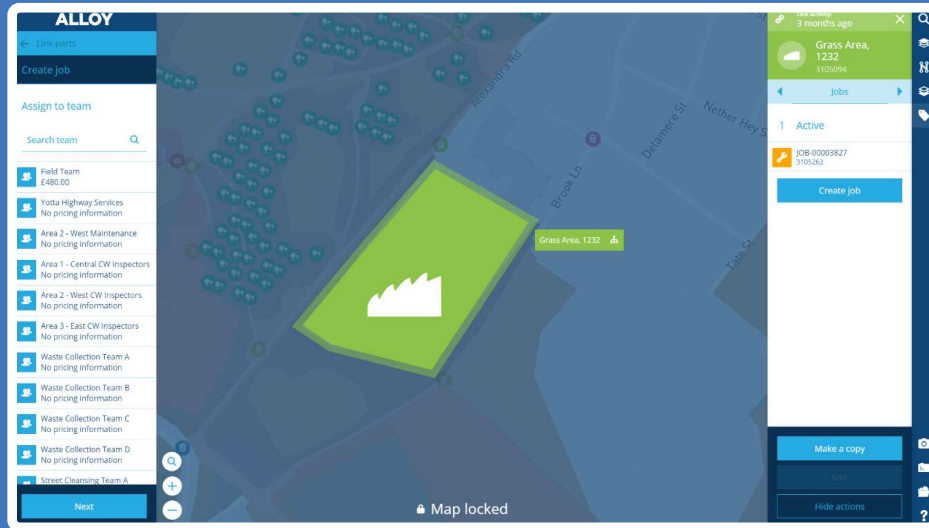 ALLOY
Link parts
Create job
Assign to team
Search team
Field Team
£480.00
Yotta Highway Services
No pricing information
Area 2 - West Maintenance
No pricing information
Area 1 - Central CW Inspectors
No pricing information
Area 2 - West CW Inspectors
No pricing information
Area 3 - East CW Inspectors
No pricing information
Waste Collection Team A
No pricing information
Waste Collection Team B
No pricing information
Waste Collection Team C
No pricing information
Waste Collection Team D
No pricing information
Street Cleansing Team A
Next
Alexandra Rd
Nether Hey S
Delamere St
Brook Ln
Tate St
Grass Area, 1232
Map locked
3 months ago
Grass Area,
1232
3105094
Jobs
1 Active
JOB-00003827
3105262
Create job
Make a copy
Edit
Hide actions
?